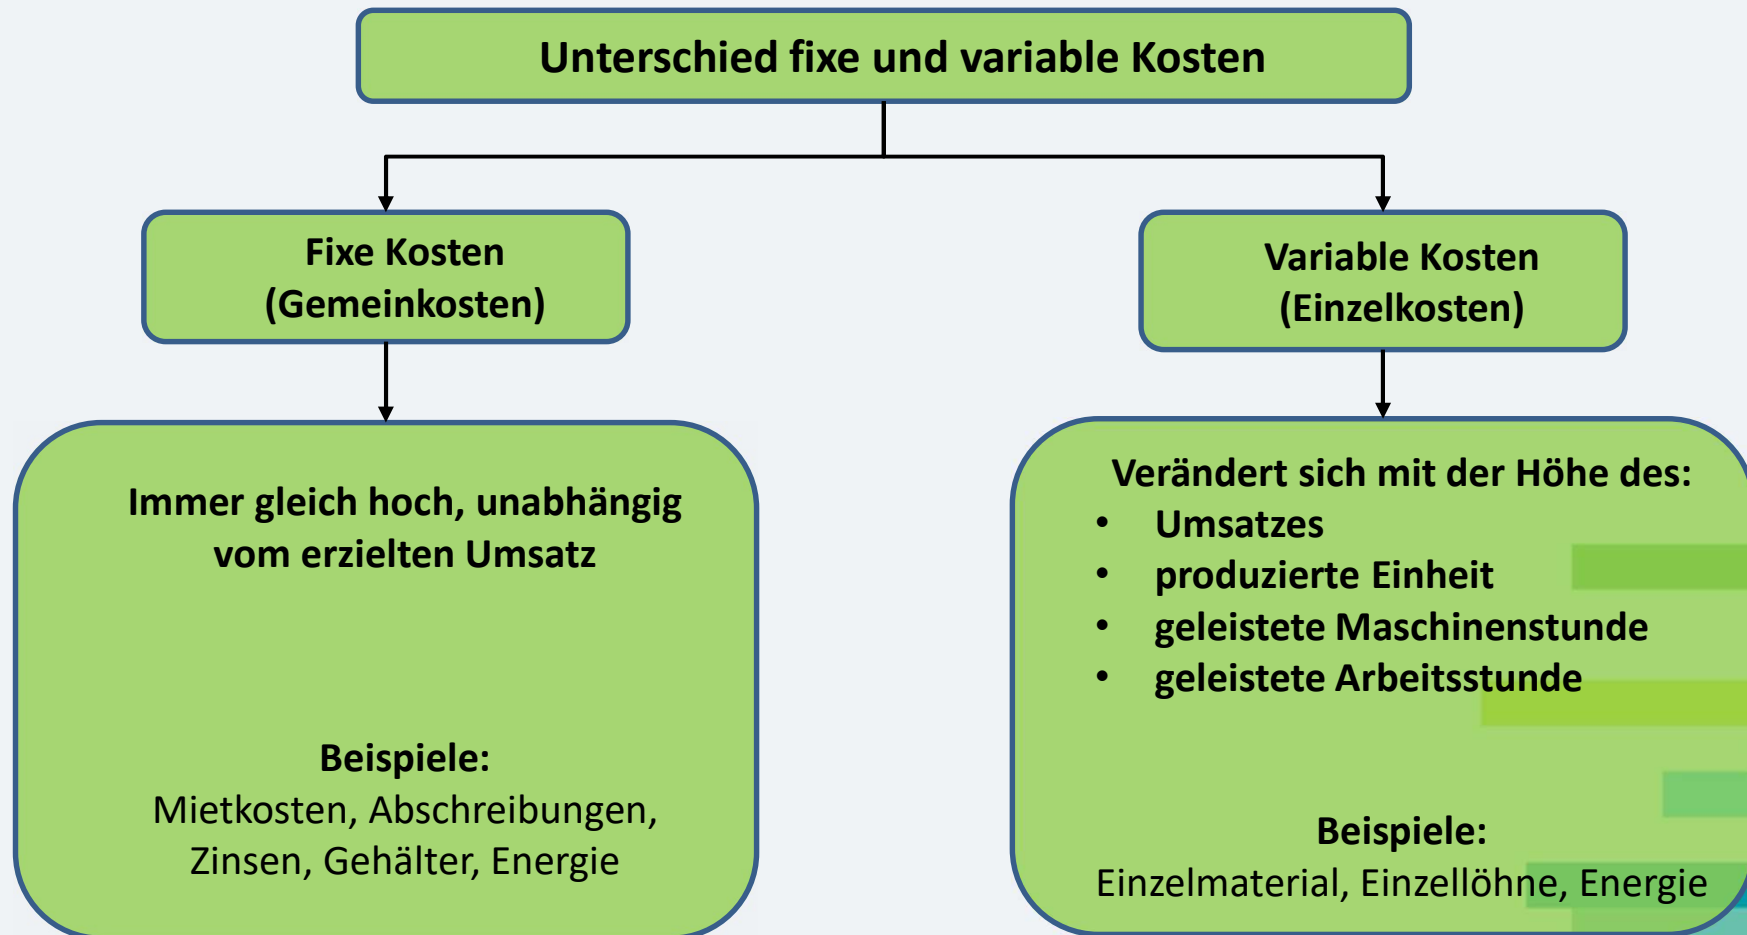 Unterschied fixe und variable Kosten
Fixe Kosten
(Gemeinkosten)
Immer gleich hoch, unabhängig
vom erzielten Umsatz
Beispiele:
Mietkosten, Abschreibungen,
Zinsen, Gehälter, Energie
Variable Kosten
(Einzelkosten)
Verändert sich mit der Höhe des:
• Umsatzes
• produzierte Einheit
• geleistete Maschinenstunde
• geleistete Arbeitsstunde
Beispiele:
Einzelmaterial, Einzellöhne, Energie